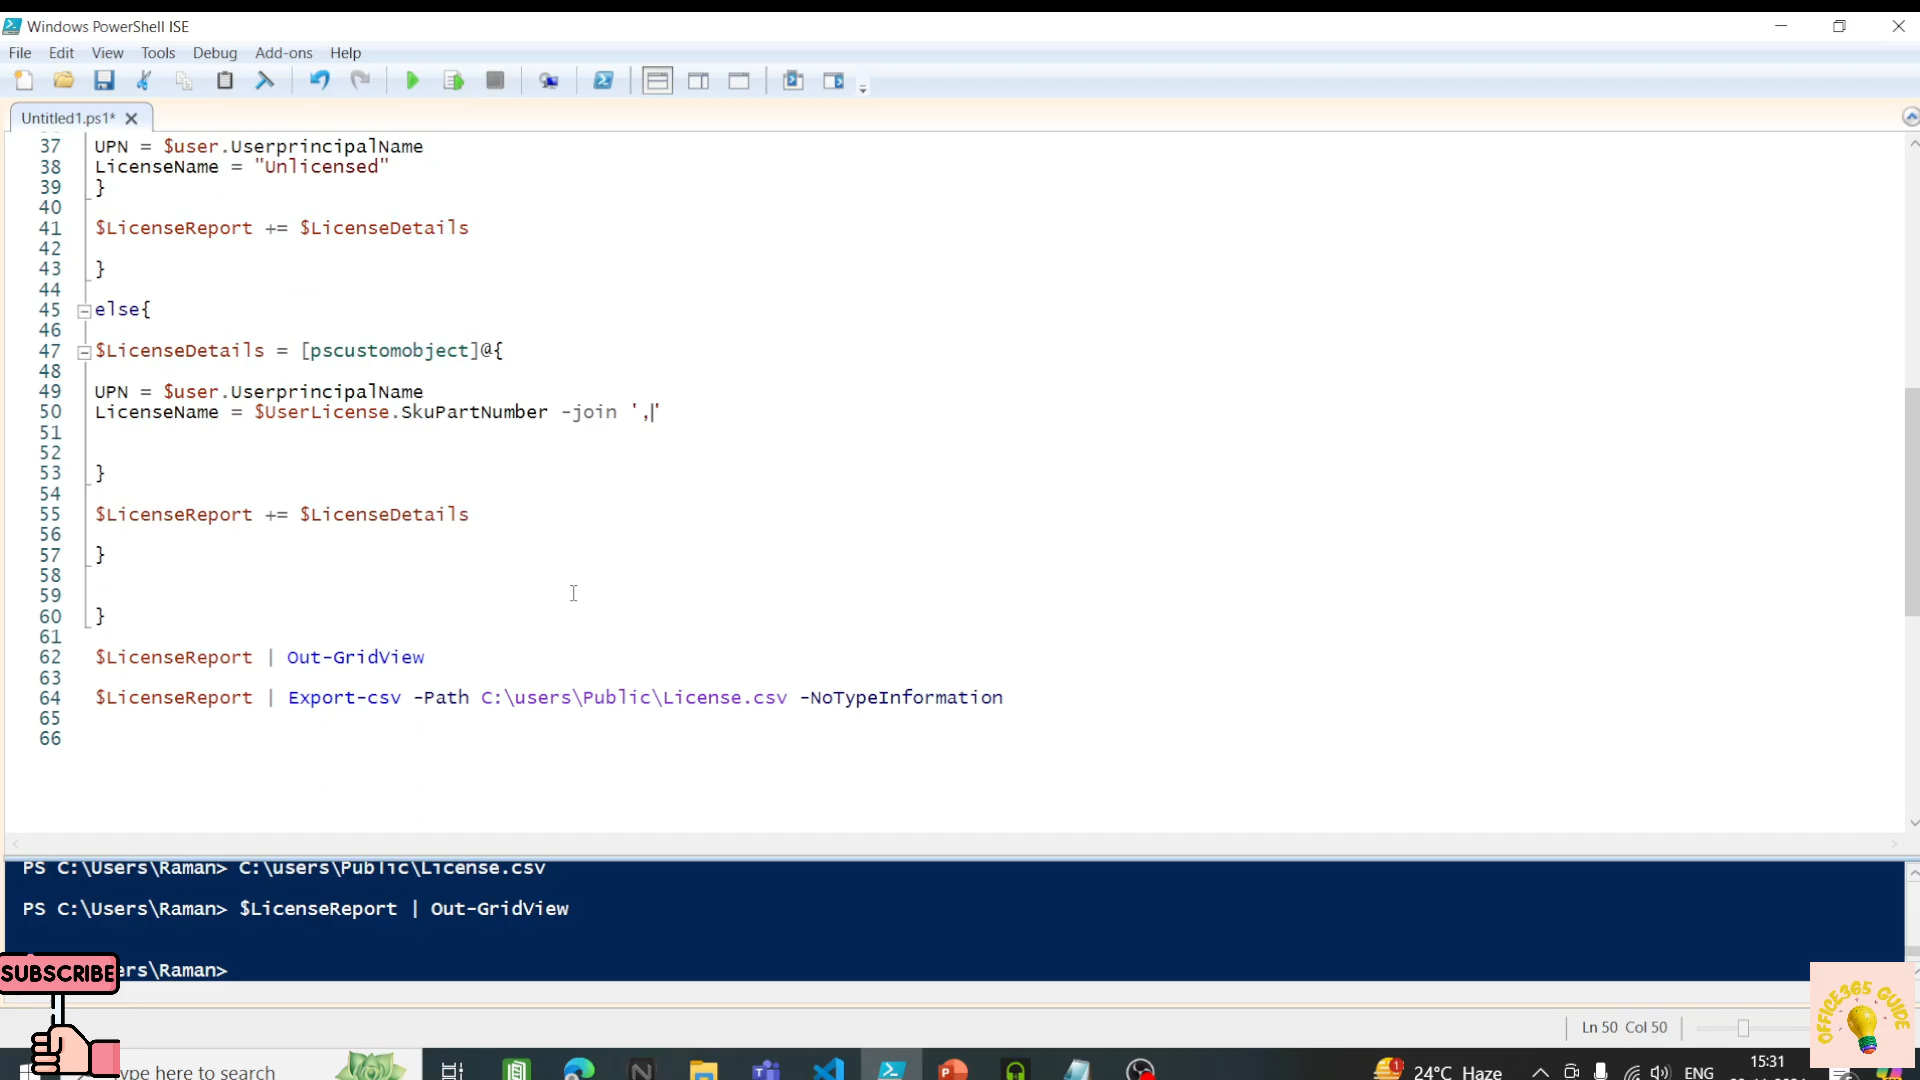 Windows PowerShell ISE
File Edit View Tools Debug Add-ons Help
Untitled1.ps1* X
37 UPN = $user.UserprincipalName
38 LicenseName = "Unlicensed"
39 }
40
41 $LicenseReport += $LicenseDetails
42
43 }
44
45 else{
46
47 $LicenseDetails = [pscustomobject]@{
48
49 UPN = $user.UserprincipalName
50 LicenseName = $UserLicense.SkuPartNumber -join ','
51
52
53 }
54
55 $LicenseReport += $LicenseDetails
56
57 }
58
59
60 }
61
62 $LicenseReport | Out-GridView
63
64 $LicenseReport | Export-csv -Path C:\users\Public\License.csv -NoTypeInformation
65
66
PS C:\Users\Raman> C:\users\Public\License.csv
PS C:\Users\Raman> $LicenseReport | Out-GridView
ers\Raman>
SUBSCRIBE
OFFICE365 GUIDE
Ln 50 Col 50
ype here to search
24°C Haze
ENG
15:31